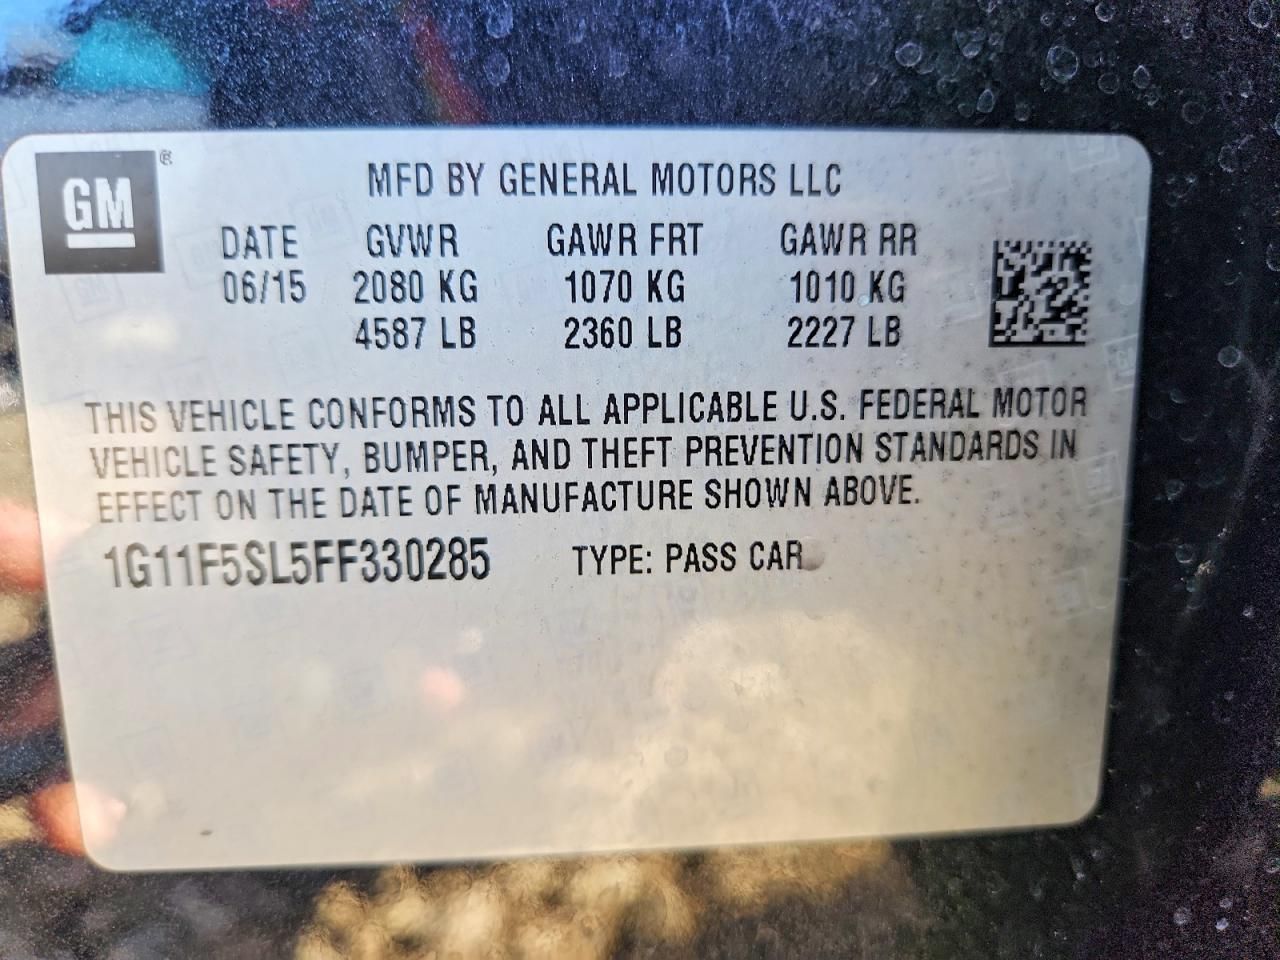 GM ®
MFD BY GENERAL MOTORS LLC
DATE GVWR GAWR FRT GAWR RR
06/15 2080 KG 1070 KG 1010 KG
4587 LB 2360 LB 2227 LB
THIS VEHICLE CONFORMS TO ALL APPLICABLE U.S. FEDERAL MOTOR
VEHICLE SAFETY, BUMPER, AND THEFT PREVENTION STANDARDS IN
EFFECT ON THE DATE OF MANUFACTURE SHOWN ABOVE.
1G11F5SL5FF330285 TYPE: PASS CAR